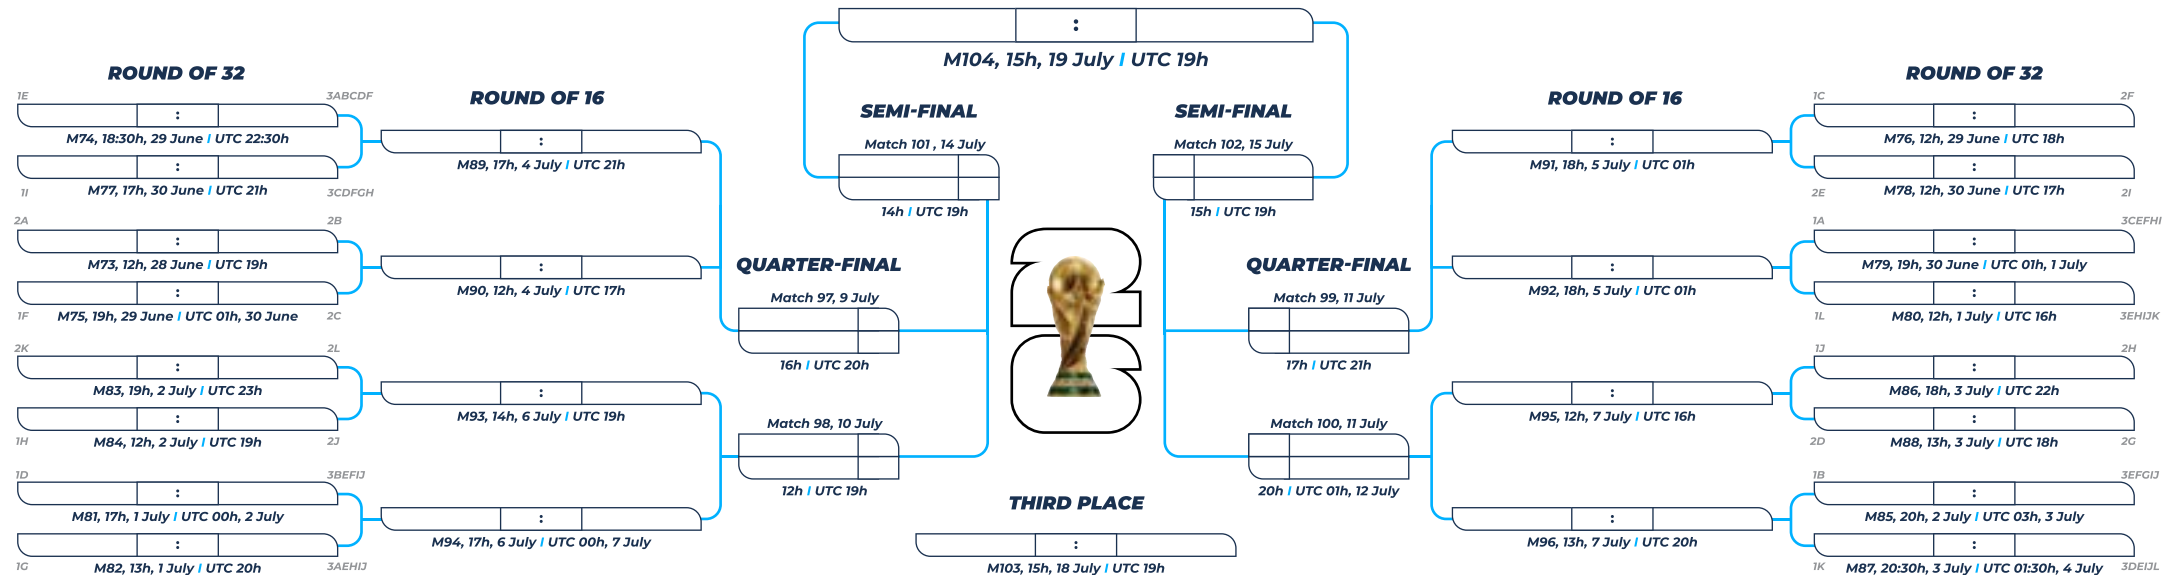 :
M104, 15h, 19 July I UTC 19h
ROUND OF 32
1E 3ABCDF
:
M74, 18:30h, 29 June I UTC 22:30h
:
M77, 17h, 30 June I UTC 21h
1I 3CDFGH
2A 2B
:
M73, 12h, 28 June I UTC 19h
:
1F M75, 19h, 29 June I UTC 01h, 30 June 2C
2K 2L
:
M83, 19h, 2 July I UTC 23h
:
1H M84, 12h, 2 July I UTC 19h 2J
1D 3BEFIJ
:
M81, 17h, 1 July I UTC 00h, 2 July
:
1G M82, 13h, 1 July I UTC 20h 3AEHIJ
ROUND OF 16
:
M89, 17h, 4 July I UTC 21h
:
M90, 12h, 4 July I UTC 17h
:
M93, 14h, 6 July I UTC 19h
:
M94, 17h, 6 July I UTC 00h, 7 July
QUARTER-FINAL
Match 97, 9 July
16h I UTC 20h
Match 98, 10 July
12h I UTC 19h
SEMI-FINAL
Match 101 , 14 July
14h I UTC 19h
SEMI-FINAL
Match 102, 15 July
15h I UTC 19h
THIRD PLACE
:
M103, 15h, 18 July I UTC 19h
QUARTER-FINAL
Match 99, 11 July
17h I UTC 21h
Match 100, 11 July
20h I UTC 01h, 12 July
ROUND OF 16
:
M91, 18h, 5 July I UTC 01h
:
M92, 18h, 5 July I UTC 01h
:
M95, 12h, 7 July I UTC 16h
:
M96, 13h, 7 July I UTC 20h
ROUND OF 32
1C 2F
:
M76, 12h, 29 June I UTC 18h
:
2E M78, 12h, 30 June I UTC 17h 2I
1A 3CEFHI
:
M79, 19h, 30 June I UTC 01h, 1 July
:
1L M80, 12h, 1 July I UTC 16h 3EHIJK
1J 2H
:
M86, 18h, 3 July I UTC 22h
:
2D M88, 13h, 3 July I UTC 18h 2G
1B 3EFGIJ
:
M85, 20h, 2 July I UTC 03h, 3 July
:
1K M87, 20:30h, 3 July I UTC 01:30h, 4 July 3DEIJL